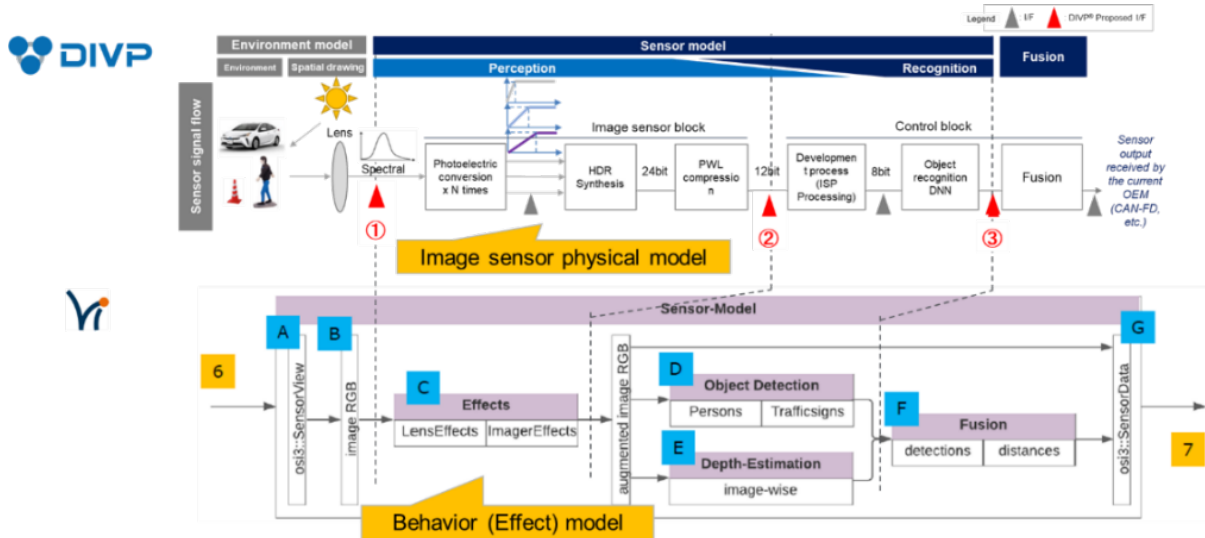 Legend
: I/F
: DIVP® Proposed I/F
DIVP
Environment model
Sensor model
Fusion
Environment
Spatial drawing
Perception
Recognition
Sensor signal flow
Lens
Spectral
Image sensor block
Control block
Photoelectric
conversion
x N times
HDR
Synthesis
24bit
PWL
compressio
n
12bit
Developmen
t process
(ISP
Processing)
8bit
Object
recognition
DNN
Fusion
Sensor
output
received by
the current
OEM
(CAN-FD,
etc.)
①
②
③
Image sensor physical model
Vi
Sensor-Model
A
B
G
6
osi3::SensorView
image RGB
C
Effects
LensEffects
ImagerEffects
augmented image RGB
D
Object Detection
Persons
Trafficsigns
E
Depth-Estimation
image-wise
F
Fusion
detections
distances
osi3::SensorData
7
Behavior (Effect) model